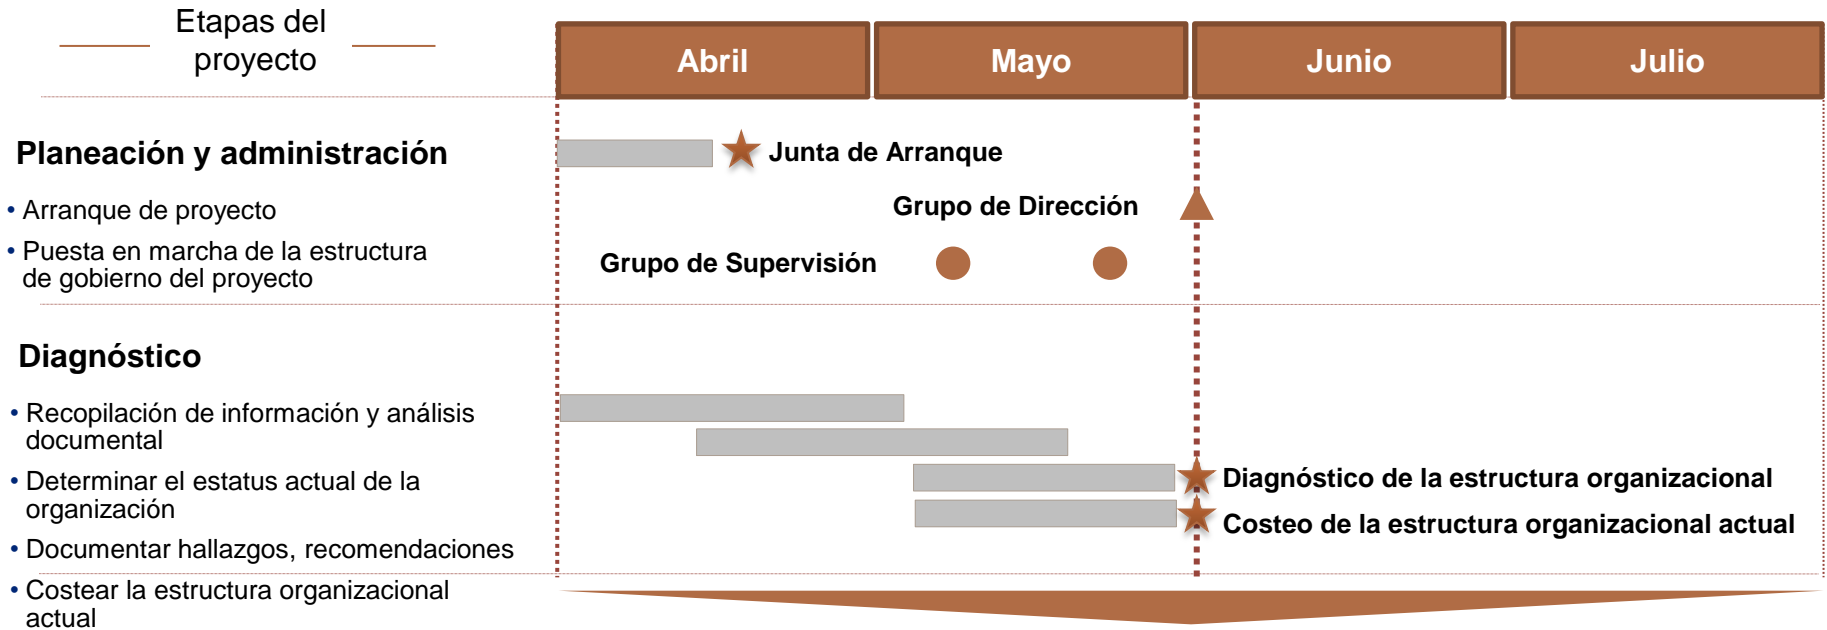 Etapas del
proyecto
Abril
Mayo
Junio
Julio
Planeación y administración
Junta de Arranque
• Arranque de proyecto
Grupo de Dirección
• Puesta en marcha de la estructura
de gobierno del proyecto
Grupo de Supervisión
Diagnóstico
• Recopilación de información y análisis
documental
• Determinar el estatus actual de la
organización
Diagnóstico de la estructura organizacional
Costeo de la estructura organizacional actual
• Documentar hallazgos, recomendaciones
• Costear la estructura organizacional
actual